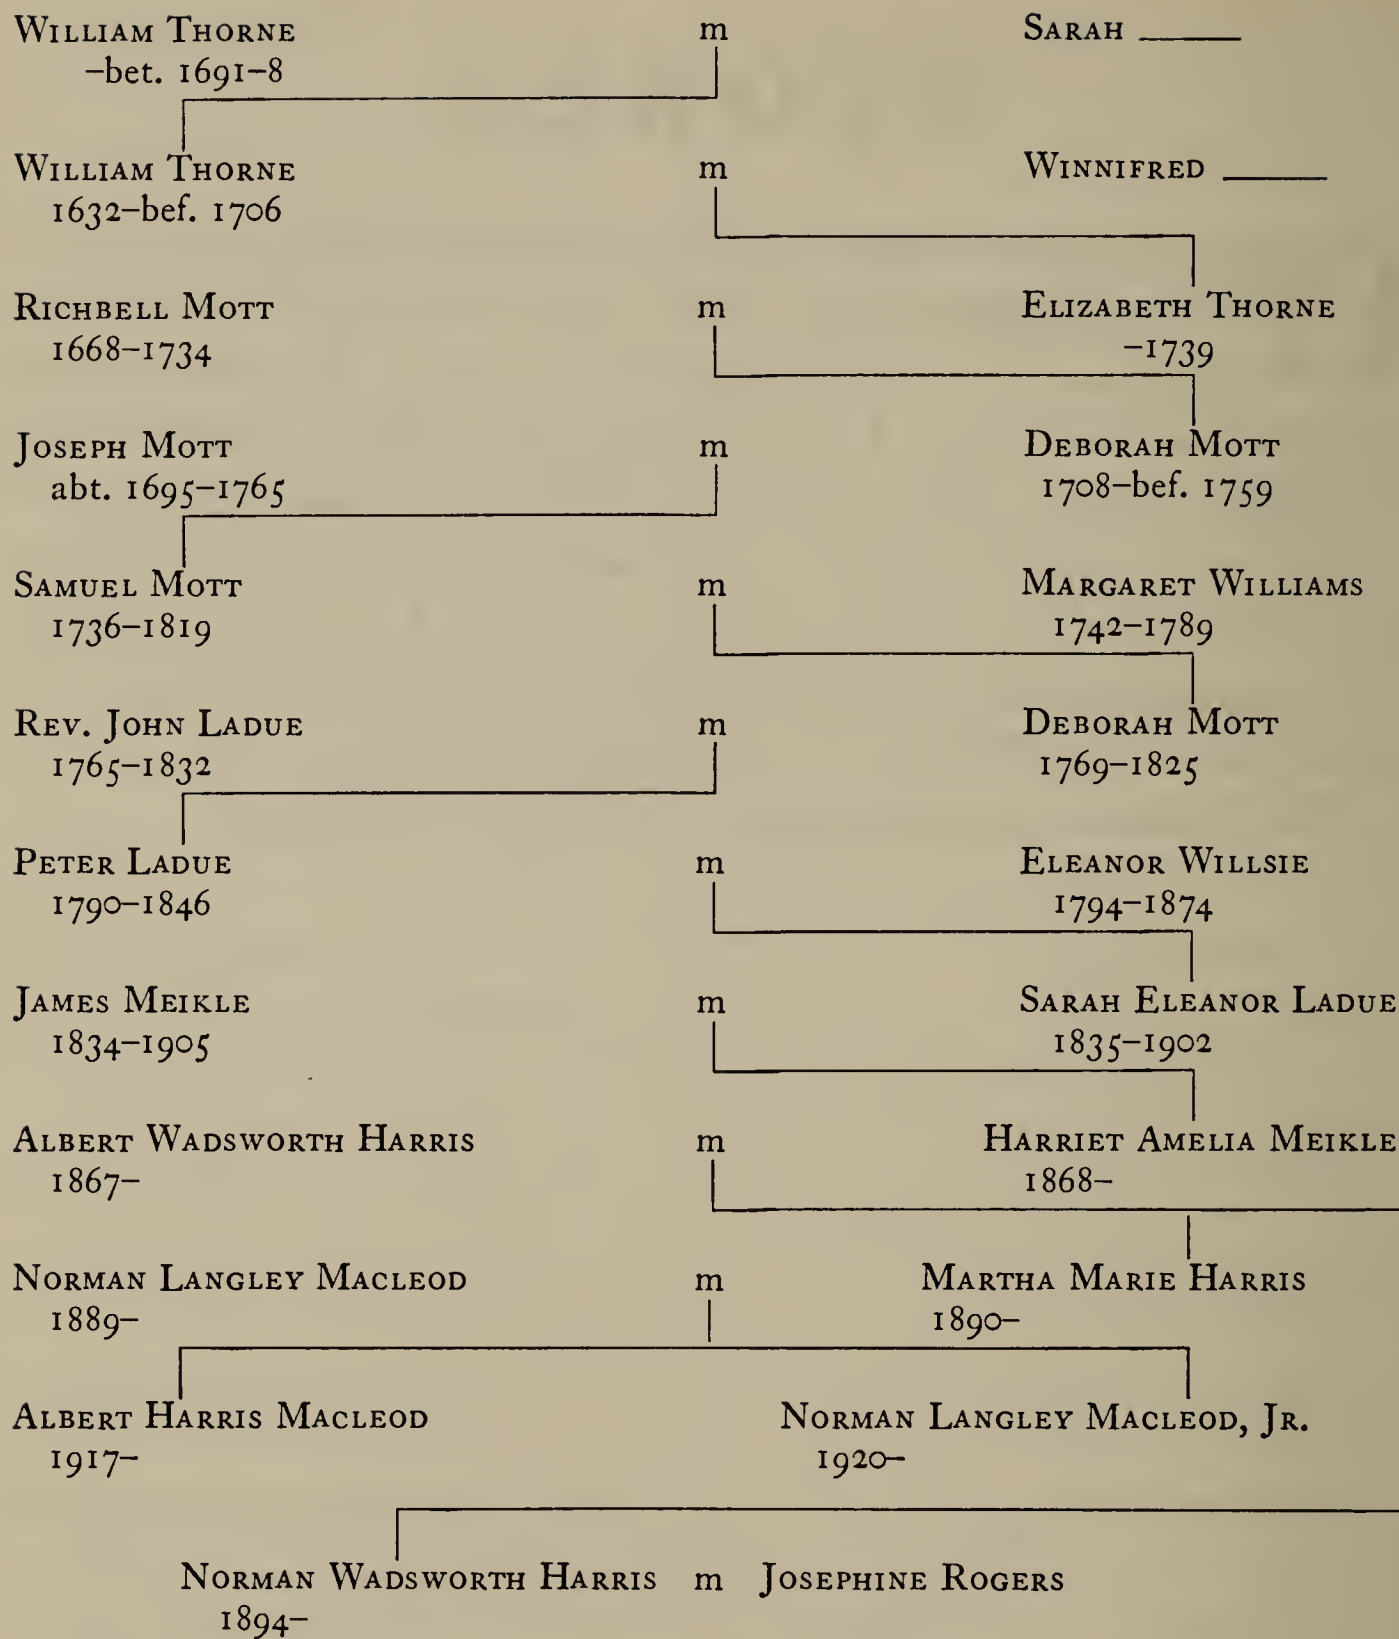 William Thorne m Sarah
–bet. 1691–8
William Thorne m Winnifred
1632–bef. 1706
Richbell Mott m Elizabeth Thorne
1668–1734 –1739
Joseph Mott m Deborah Mott
abt. 1695–1765 1708–bef. 1759
Samuel Mott m Margaret Williams
1736–1819 1742–1789
Rev. John Ladue m Deborah Mott
1765–1832 1769–1825
Peter Ladue m Eleanor Willsie
1790–1846 1794–1874
James Meikle m Sarah Eleanor Ladue
1834–1905 1835–1902
Albert Wadsworth Harris m Harriet Amelia Meikle
1867– 1868–
Norman Langley Macleod m Martha Marie Harris
1889– 1890–
Albert Harris Macleod Norman Langley Macleod, Jr.
1917– 1920–
Norman Wadsworth Harris m Josephine Rogers
1894–